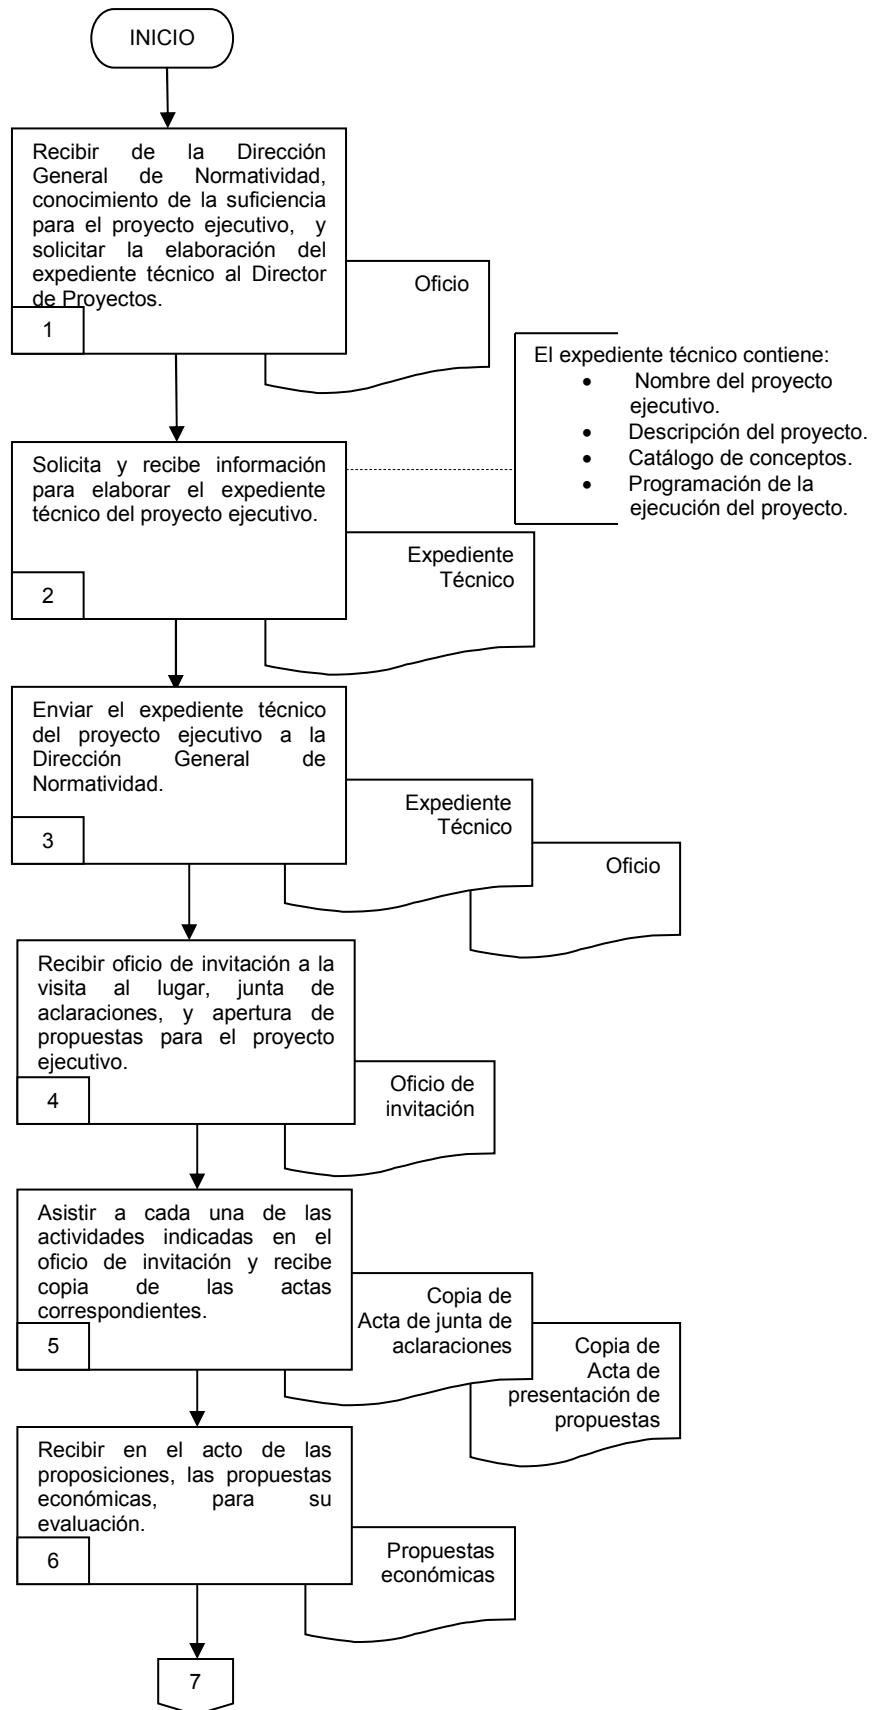 INICIO
Recibir de la Dirección
General de Normatividad,
conocimiento de la suficiencia
para el proyecto ejecutivo, y
solicitar la elaboración del
expediente técnico al Director
de Proyectos.
1
Oficio
El expediente técnico contiene:
• Nombre del proyecto
ejecutivo.
• Descripción del proyecto.
• Catálogo de conceptos.
• Programación de la
ejecución del proyecto.
Solicita y recibe información
para elaborar el expediente
técnico del proyecto ejecutivo.
2
Expediente
Técnico
Enviar el expediente técnico
del proyecto ejecutivo a la
Dirección General de
Normatividad.
3
Expediente
Técnico
Oficio
Recibir oficio de invitación a la
visita al lugar, junta de
aclaraciones, y apertura de
propuestas para el proyecto
ejecutivo.
4
Oficio de
invitación
Asistir a cada una de las
actividades indicadas en el
oficio de invitación y recibe
copia de las actas
correspondientes.
5
Copia de
Acta de junta de
aclaraciones
Copia de
Acta de
presentación de
propuestas
Recibir en el acto de las
proposiciones, las propuestas
económicas, para su
evaluación.
6
Propuestas
económicas
7